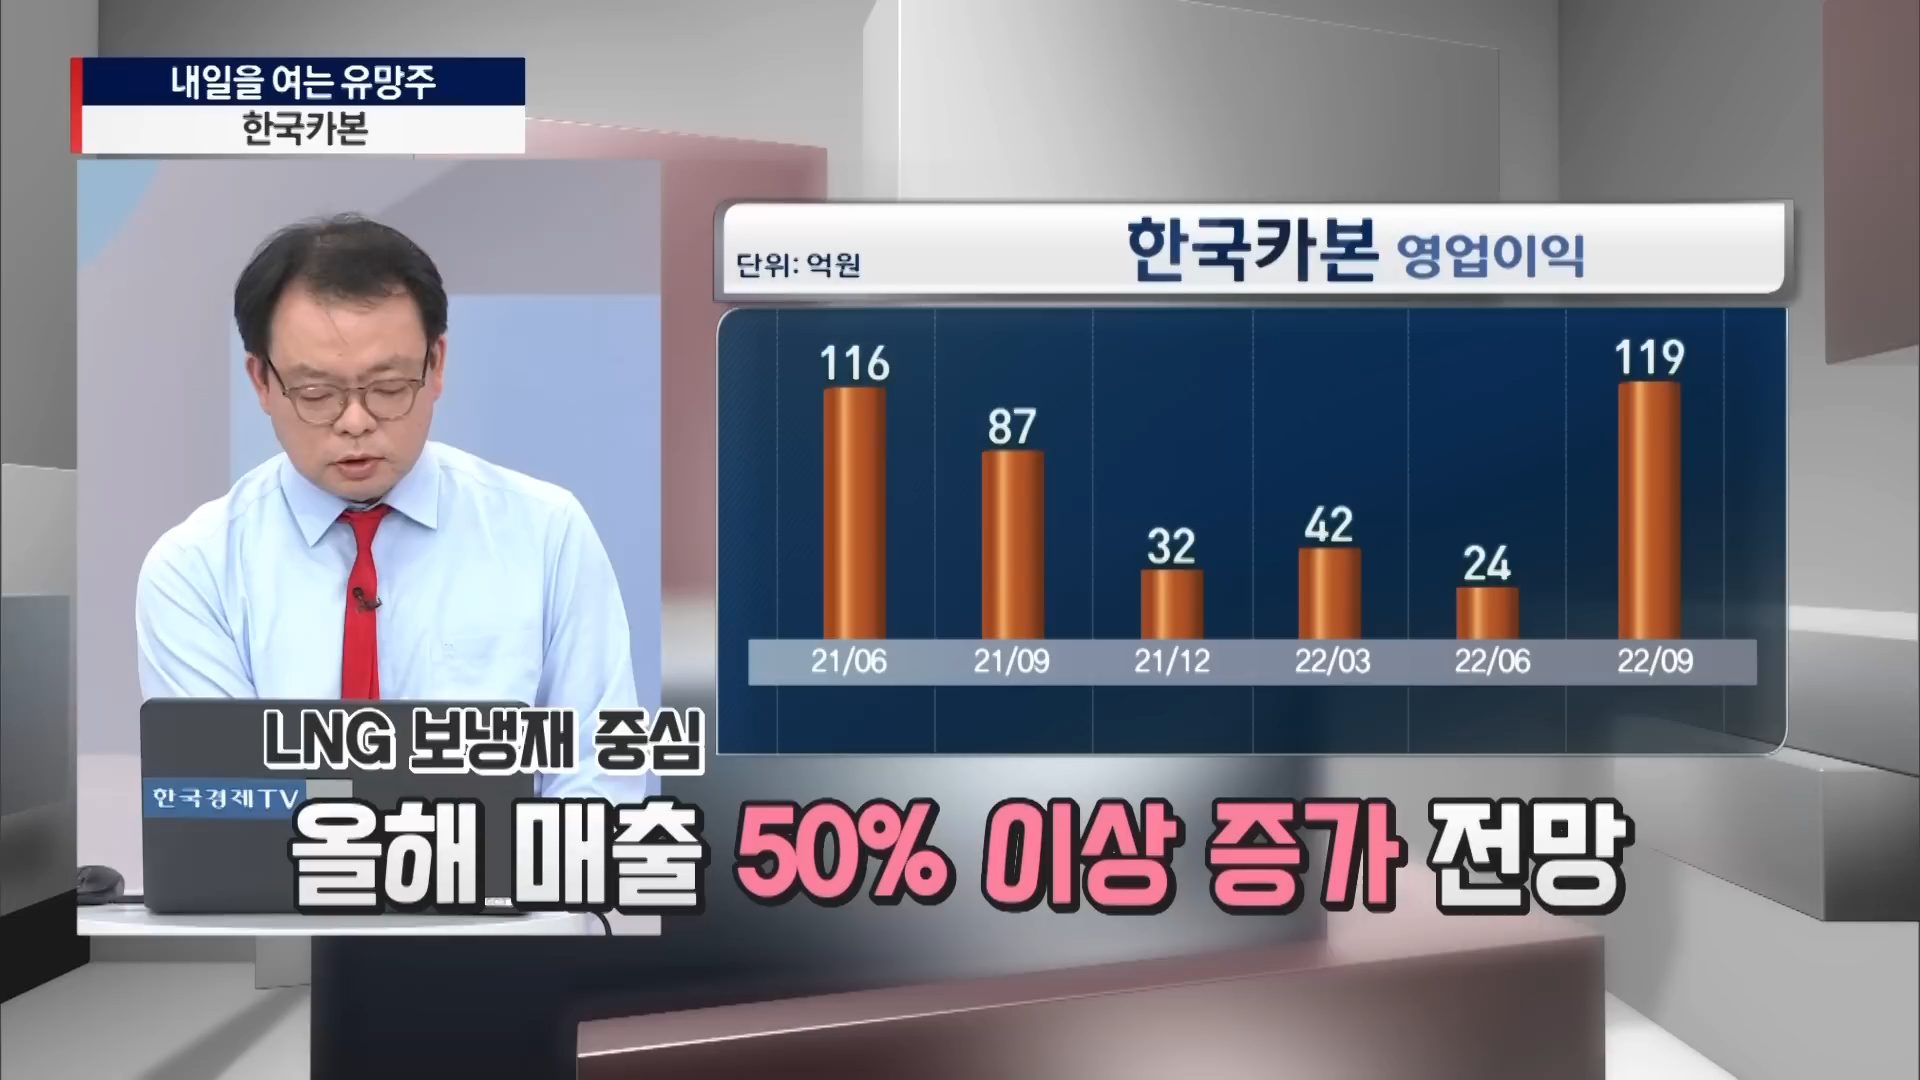 내일을 여는 유망주
한국카본
단위: 억원
한국카본 영업이익
116
87
32
42
24
119
21/06
21/09
21/12
22/03
22/06
22/09
LNG 보냉재 중심
한국경제TV
올해 매출 50% 이상 증가 전망